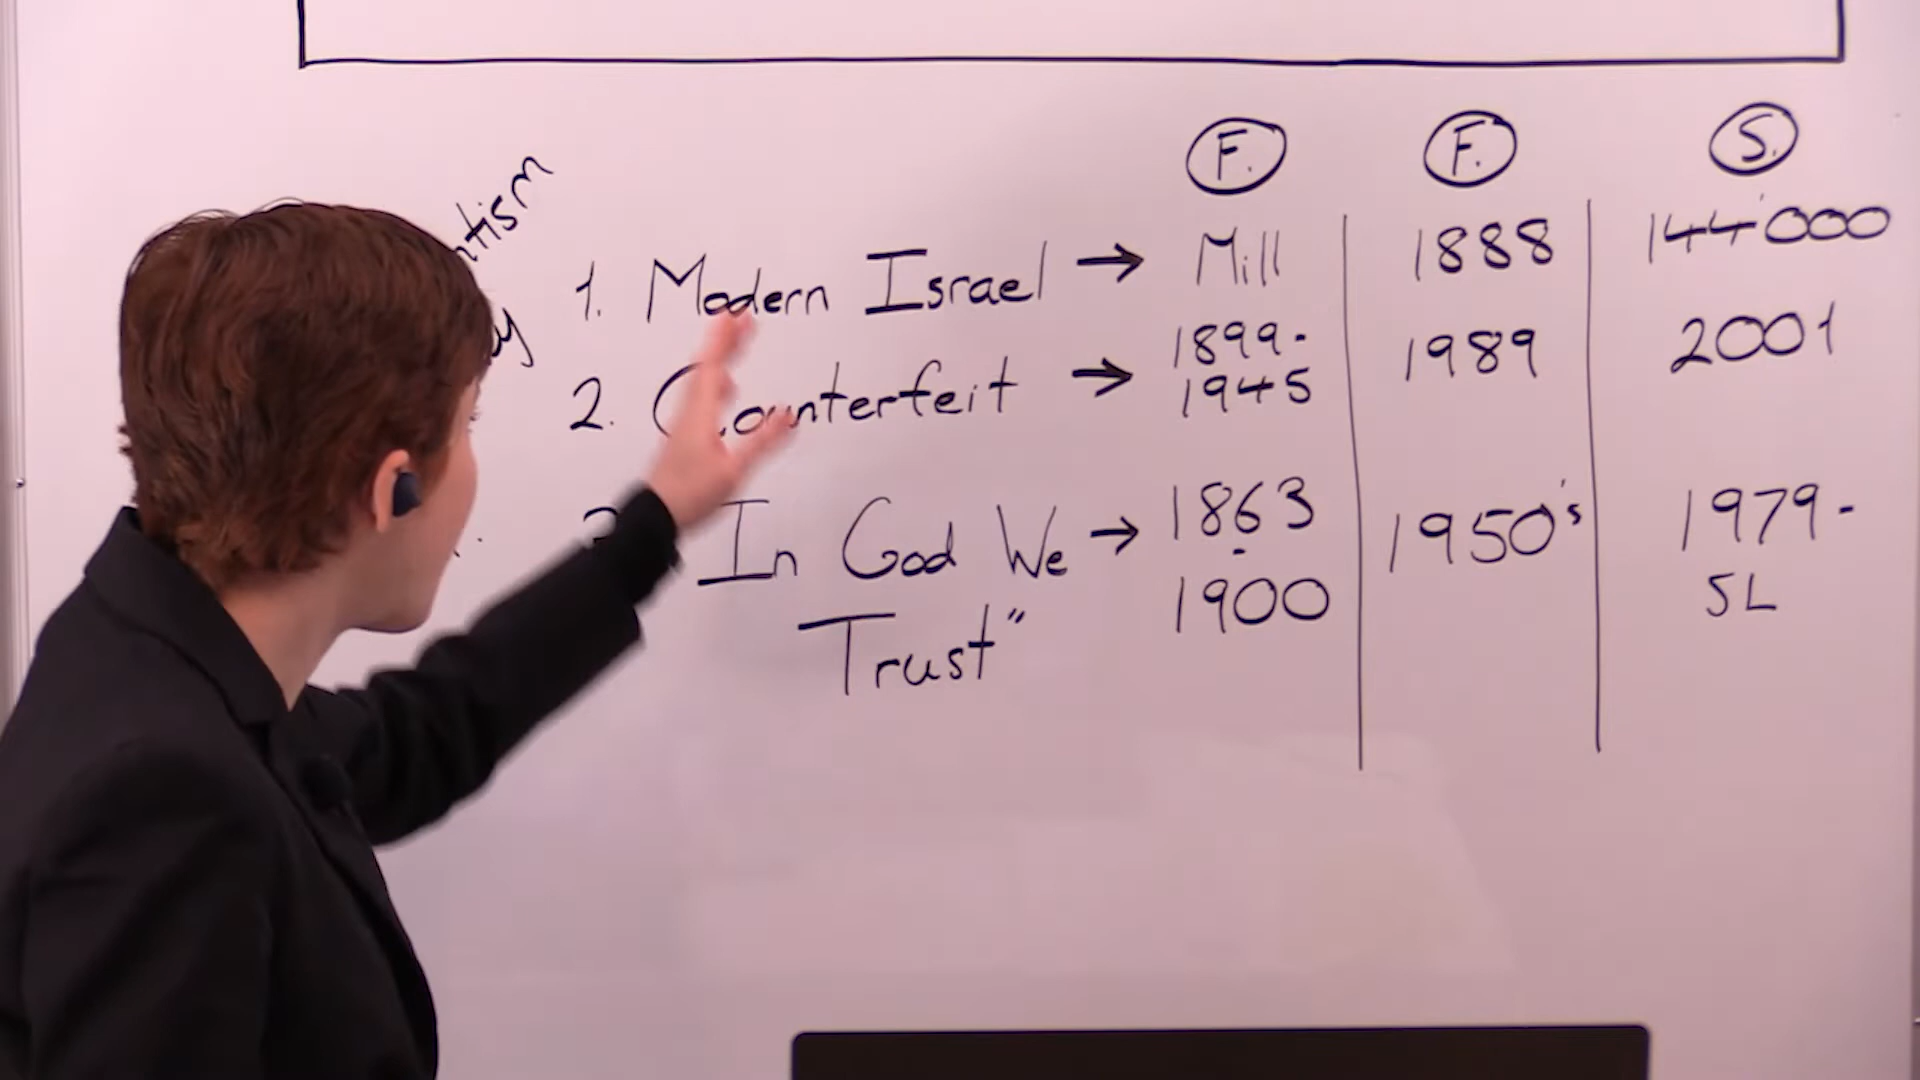 F. F. S.
1. Modern Israel → Mill 1888 144'000
2. Counterfeit → 1899- 1945 1989 2001
In God We Trust" → 1863 - 1900 1950's 1979- SL